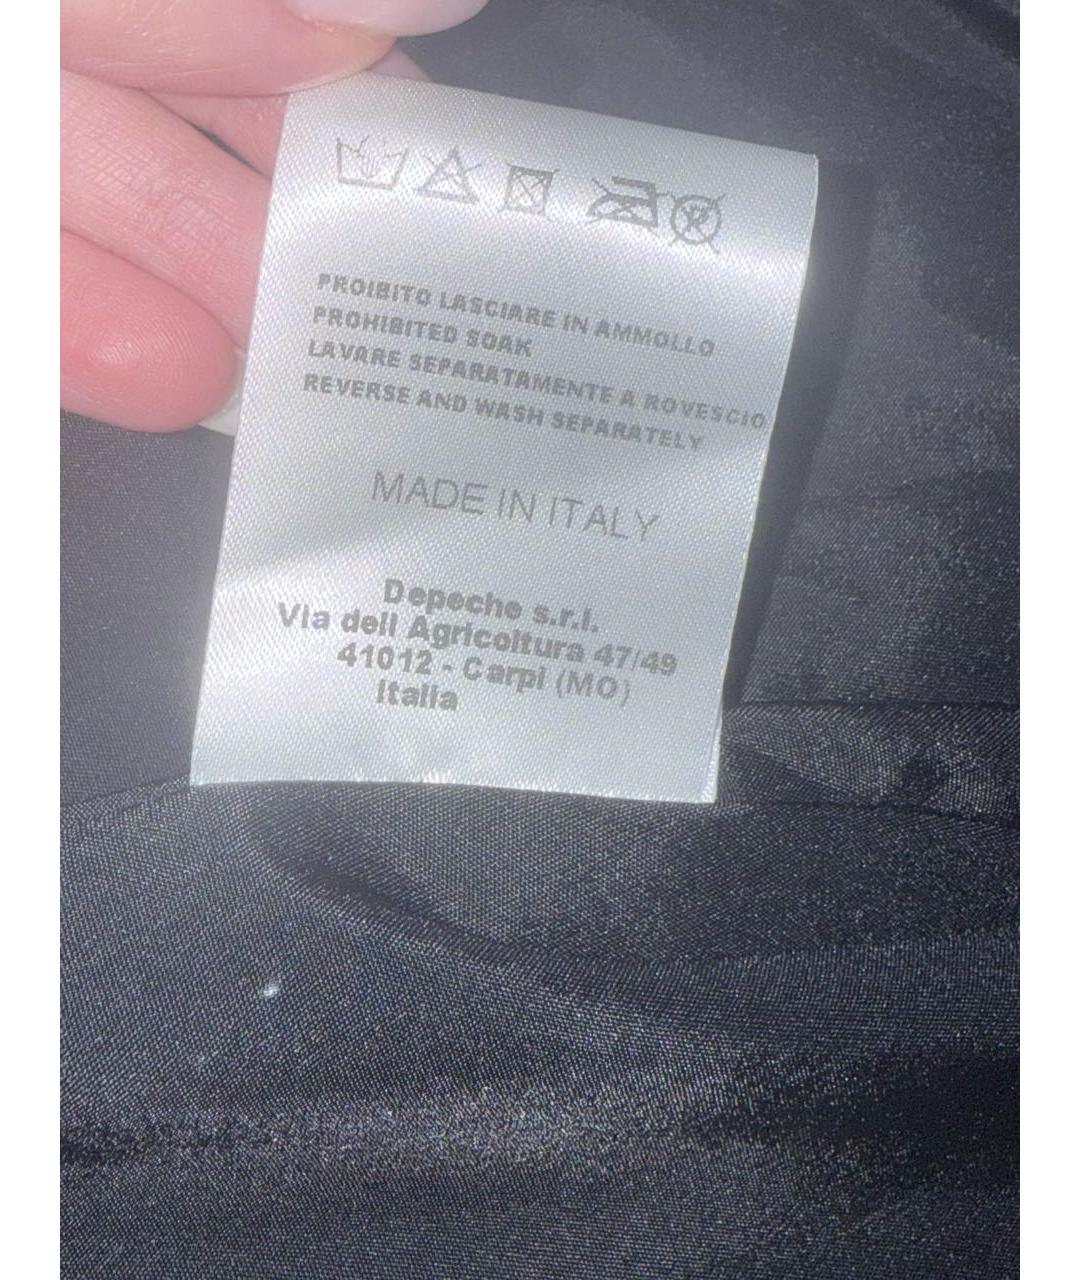 PROIBITO LASCIARE IN AMMOLLO
PROHIBITED SOAK
LAVARE SEPARATAMENTE A ROVESCIO
REVERSE AND WASH SEPARATELY
MADE IN ITALY
Depeche s.r.l.
Via dell Agricoltura 47/49
41012 - Carpi (MO)
Italia